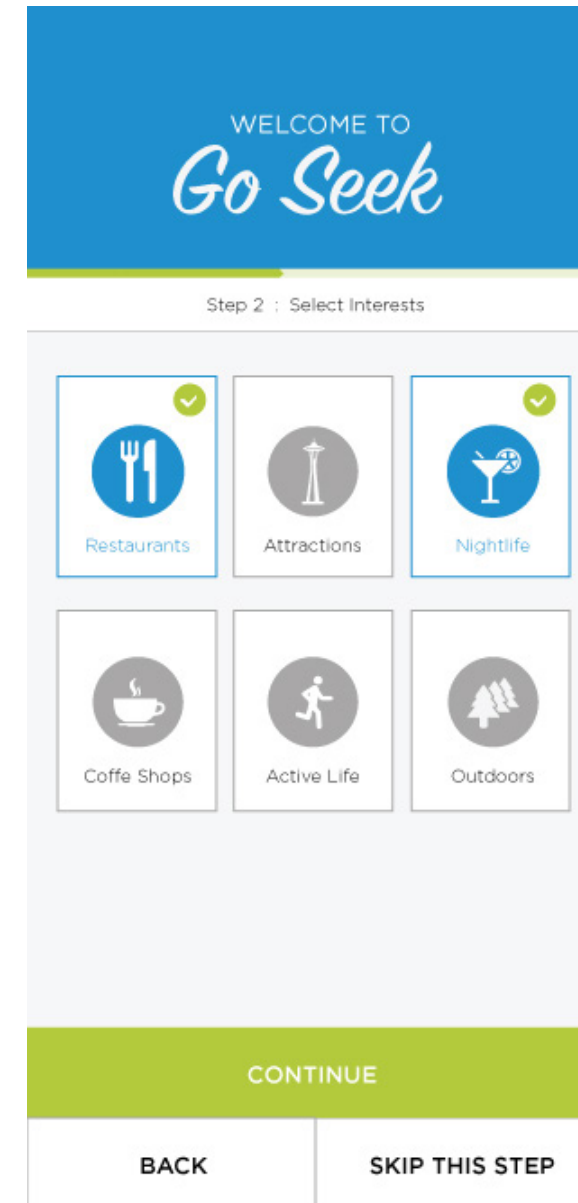 WELCOME TO
Go Seek
Step 2 : Select Interests
Restaurants
Attractions
Nightlife
Coffe Shops
Active Life
Outdoors
CONTINUE
BACK
SKIP THIS STEP